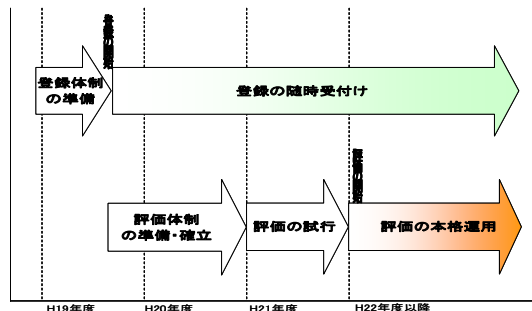 登録体制
の準備
登録の随時受付け
評価体制
の準備・確立
評価の試行
評価の本格運用
H19年度
H20年度
H21年度
H22年度以降